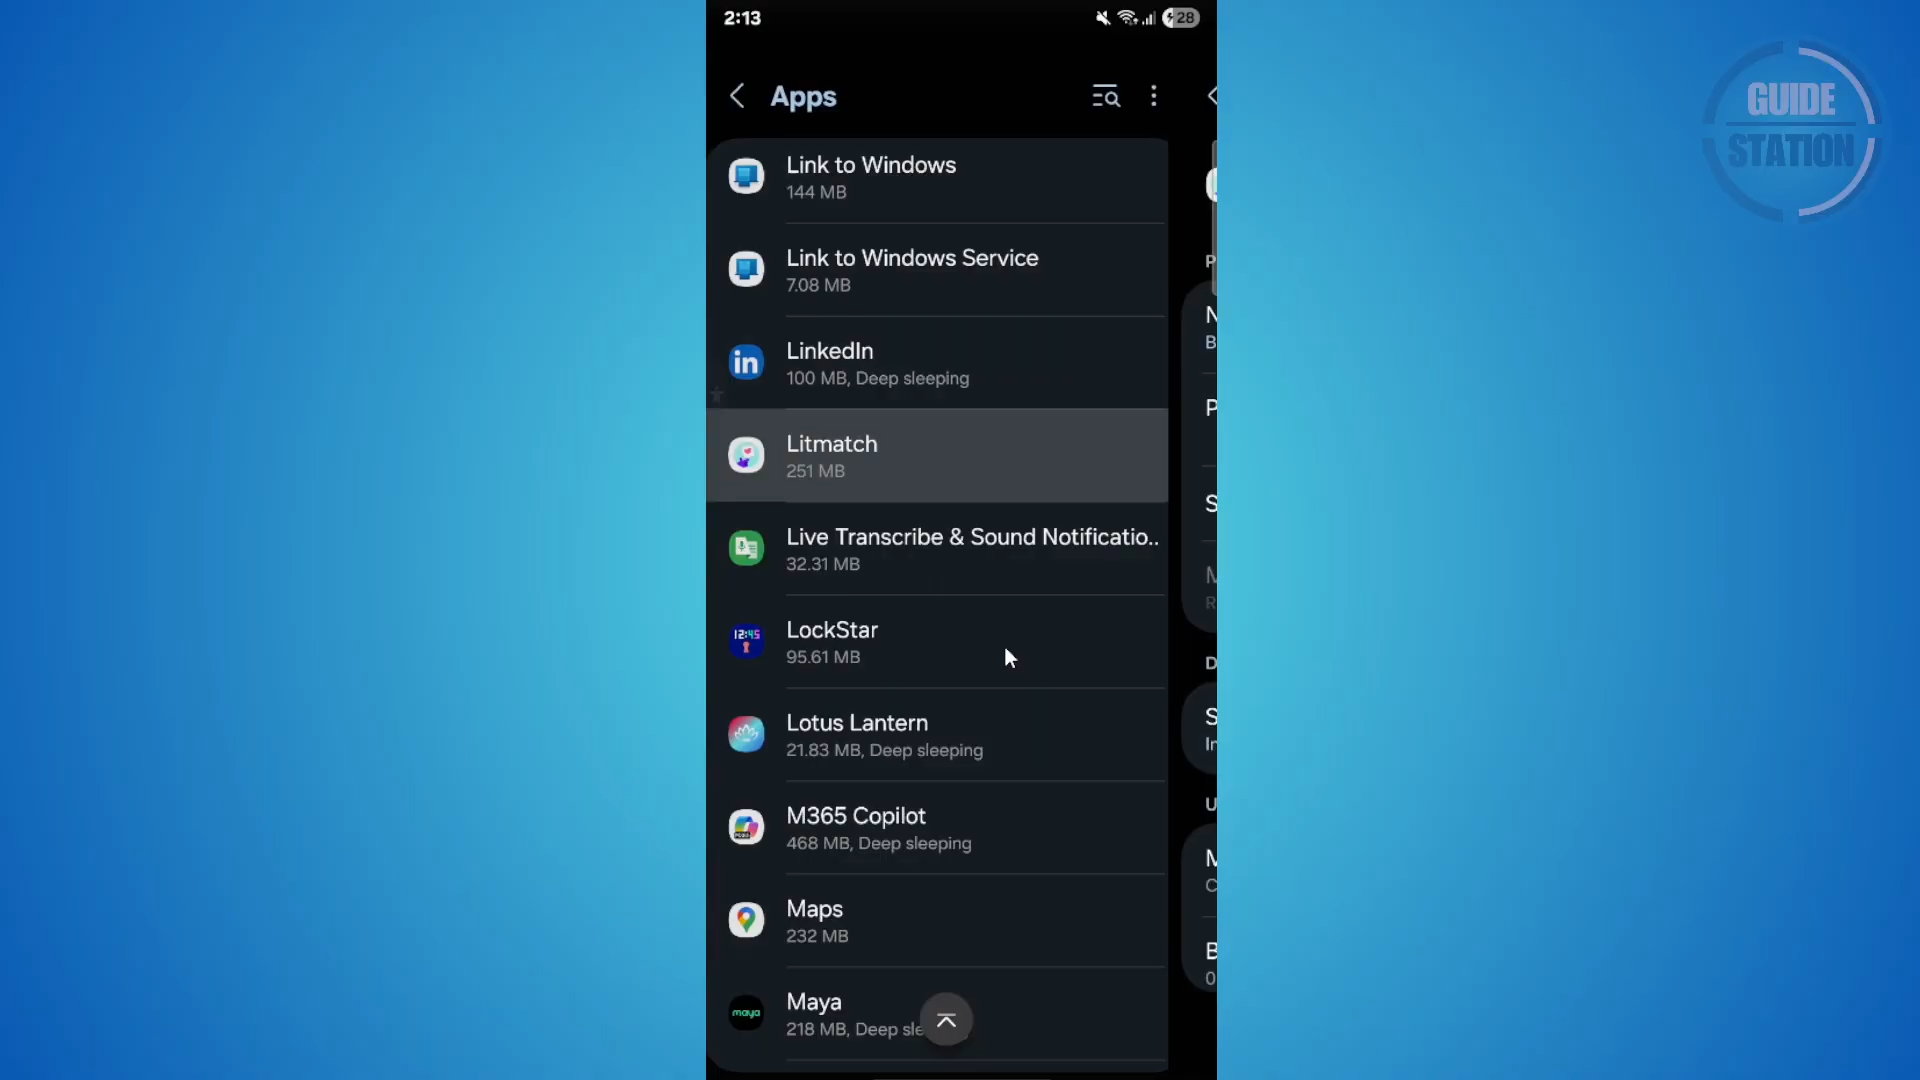 2:13
28
GUIDE
STATION
Apps
Link to Windows
144 MB
Link to Windows Service
7.08 MB
LinkedIn
100 MB, Deep sleeping
Litmatch
251 MB
Live Transcribe & Sound Notificatio..
32.31 MB
12:45
LockStar
95.61 MB
Lotus Lantern
21.83 MB, Deep sleeping
M365 Copilot
468 MB, Deep sleeping
Maps
232 MB
maya
Maya
218 MB, Deep sle